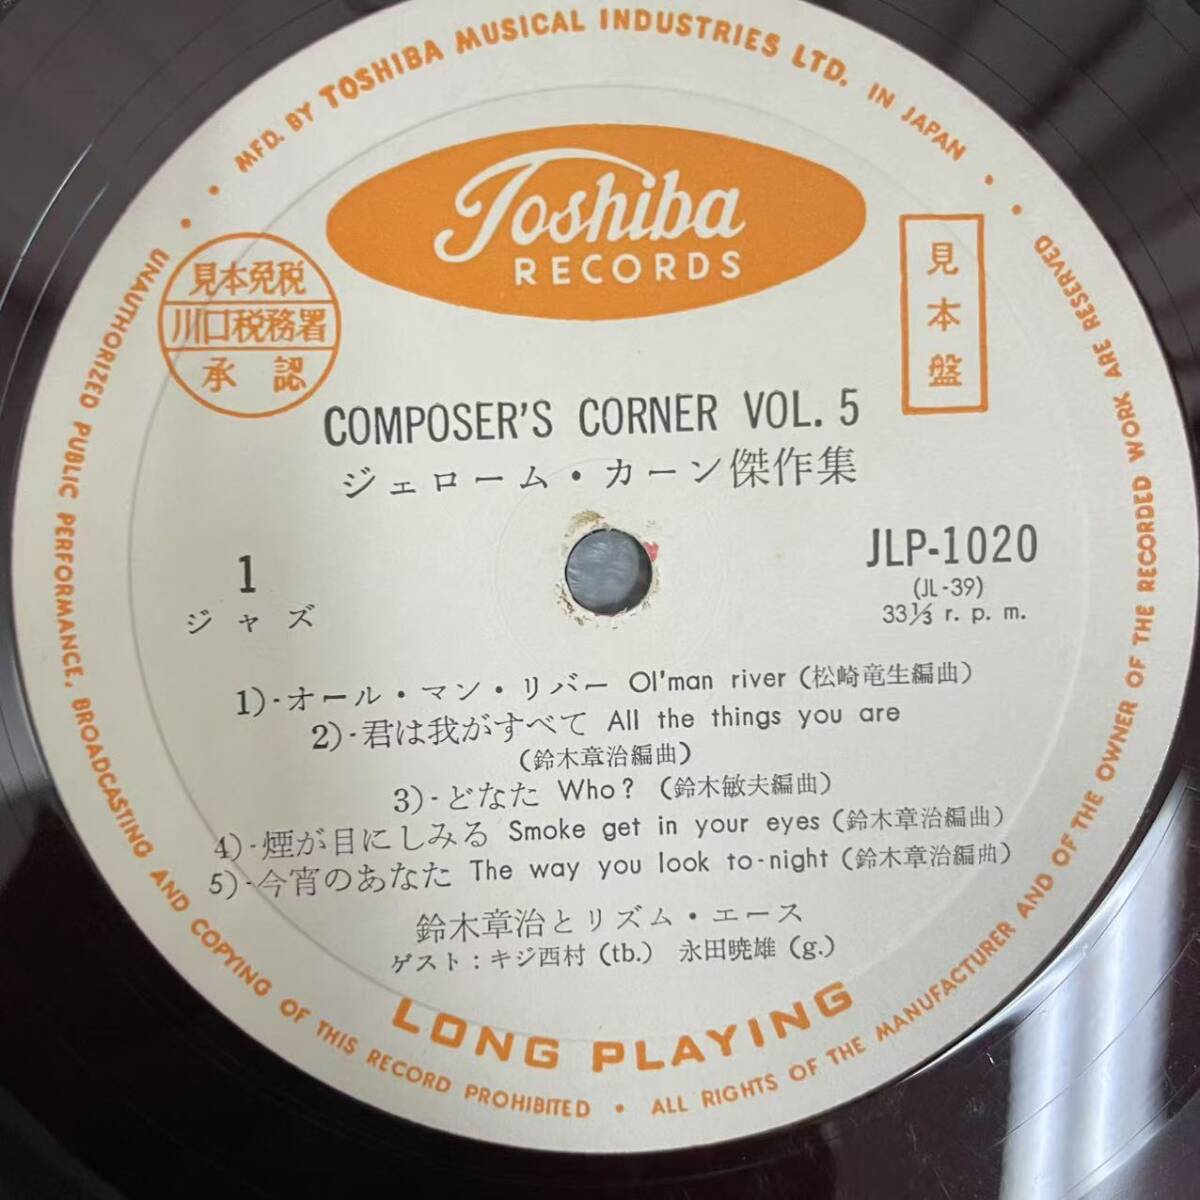 MFD. BY TOSHIBA MUSICAL INDUSTRIES LTD. IN JAPAN
Toshiba
RECORDS
見本免税
川口税務署
承認
見本盤
COMPOSER'S CORNER VOL. 5
ジェローム・カーン傑作集
1
ジャズ
JLP-1020
(JL-39)
33⅓ r. p. m.
1)-オール・マン・リバー Ol'man river (松崎竜生編曲)
2)-君は我がすべて All the things you are
(鈴木章治編曲)
3)-どなた Who? (鈴木敏夫編曲)
4)-煙が目にしみる Smoke get in your eyes (鈴木章治編曲)
5)-今宵のあなた The way you look to-night (鈴木章治編曲)
鈴木章治とリズム・エース
ゲスト：キジ西村 (tb.) 永田暁雄 (g.)
LONG PLAYING
UNAUTHORIZED PUBLIC PERFORMANCE, BROADCASTING AND COPYING OF THIS RECORD PROHIBITED • ALL RIGHTS OF THE MANUFACTURER AND OF THE OWNER OF THE RECORDED WORK ARE RESERVED